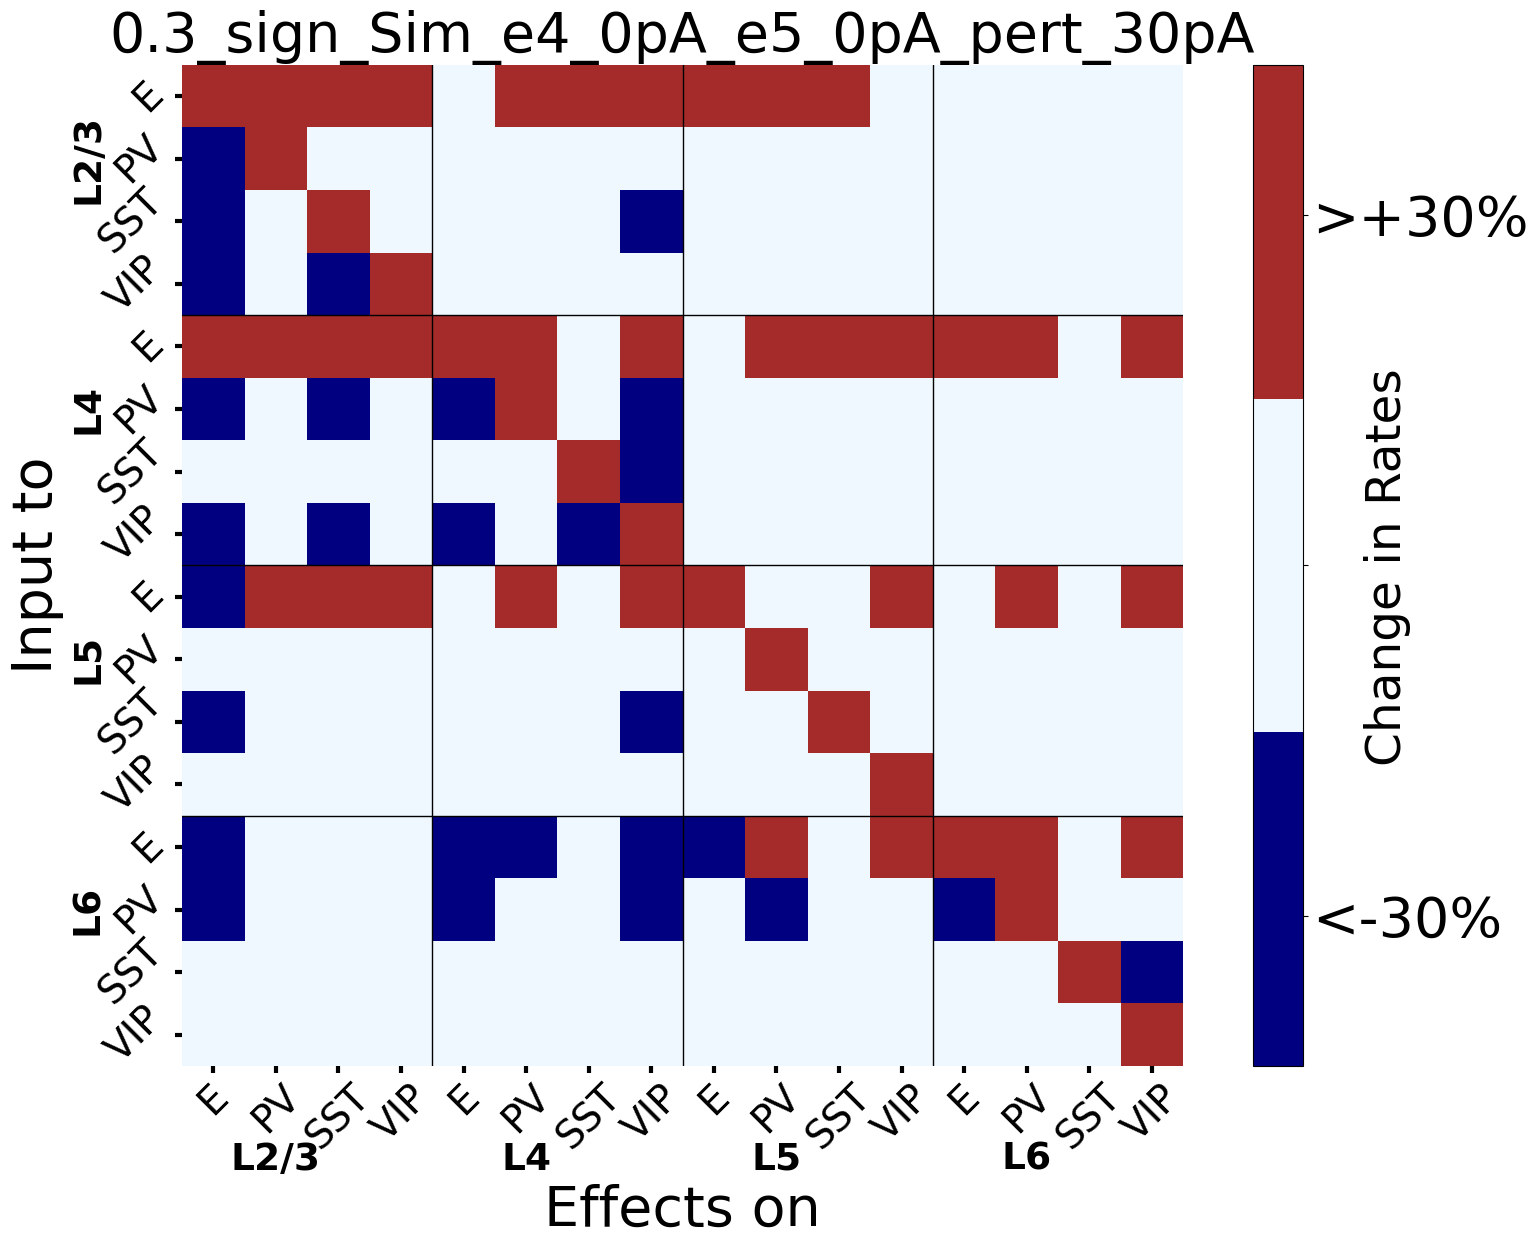 0.3_sign_Sim_e4_0pA_e5_0pA_pert_30pA
Input to
L2/3
E
PV
SST
VIP
L4
E
PV
SST
VIP
L5
E
PV
SST
VIP
L6
E
PV
SST
VIP
E PV SST VIP E PV SST VIP E PV SST VIP E PV SST VIP
L2/3 L4 L5 L6
Effects on
>+30%
<-30%
Change in Rates